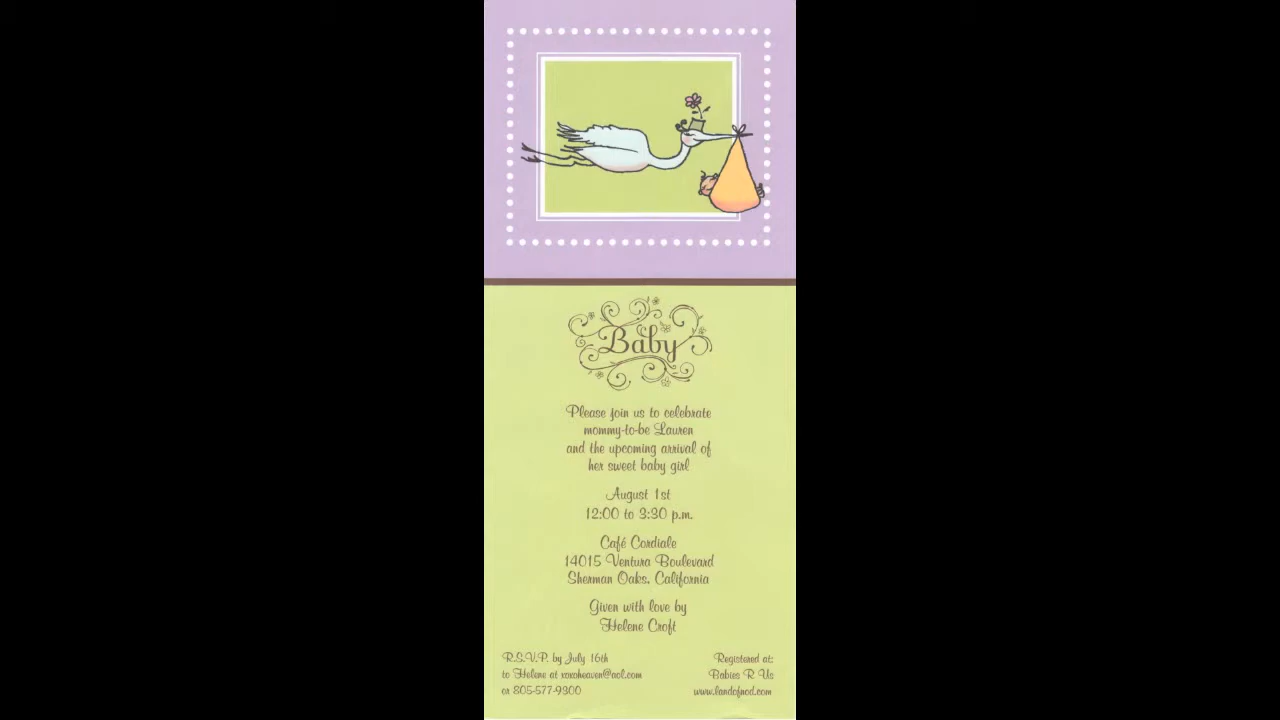 Baby
Please join us to celebrate
mommy-to-be Lauren
and the upcoming arrival of
her sweet baby girl
August 1st
12:00 to 3:30 p.m.
Café Cordiale
14015 Ventura Boulevard
Sherman Oaks, California
Given with love by
Helene Croft
R.S.V.P. by July 16th
to Helene at xoxoheaven@aol.com
or 805-577-9300
Registered at:
Babies R Us
www.landofnod.com